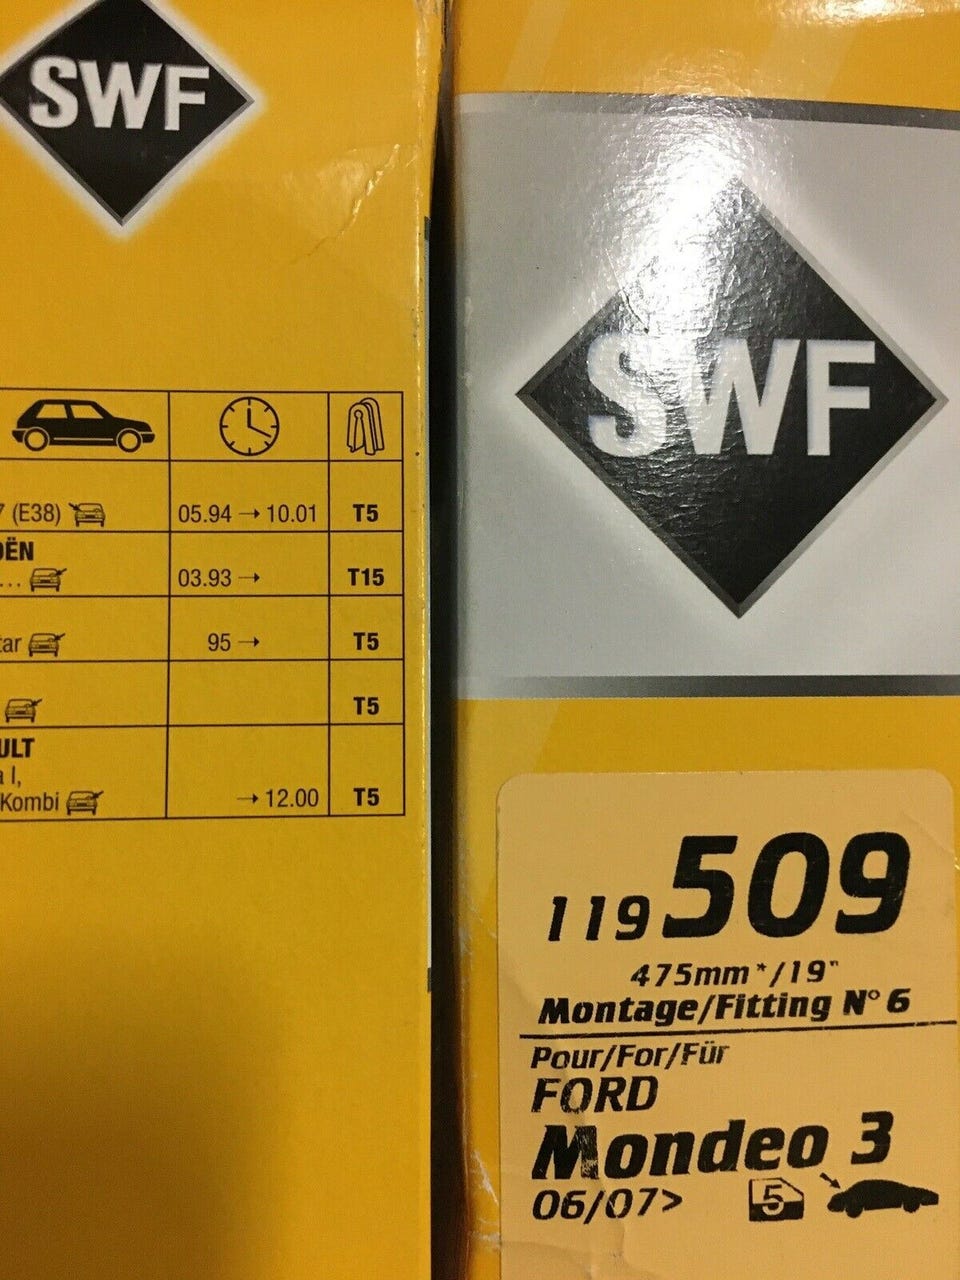 SWF
7 (E38) 05.94 → 10.01 T5
OËN
... 03.93 → T15
tar 95 → T5
T5
ULT
a I,
Kombi → 12.00 T5
SWF
119 509
475mm*/19"
Montage/Fitting N° 6
Pour/For/Für
FORD
Mondeo 3
06/07> 5